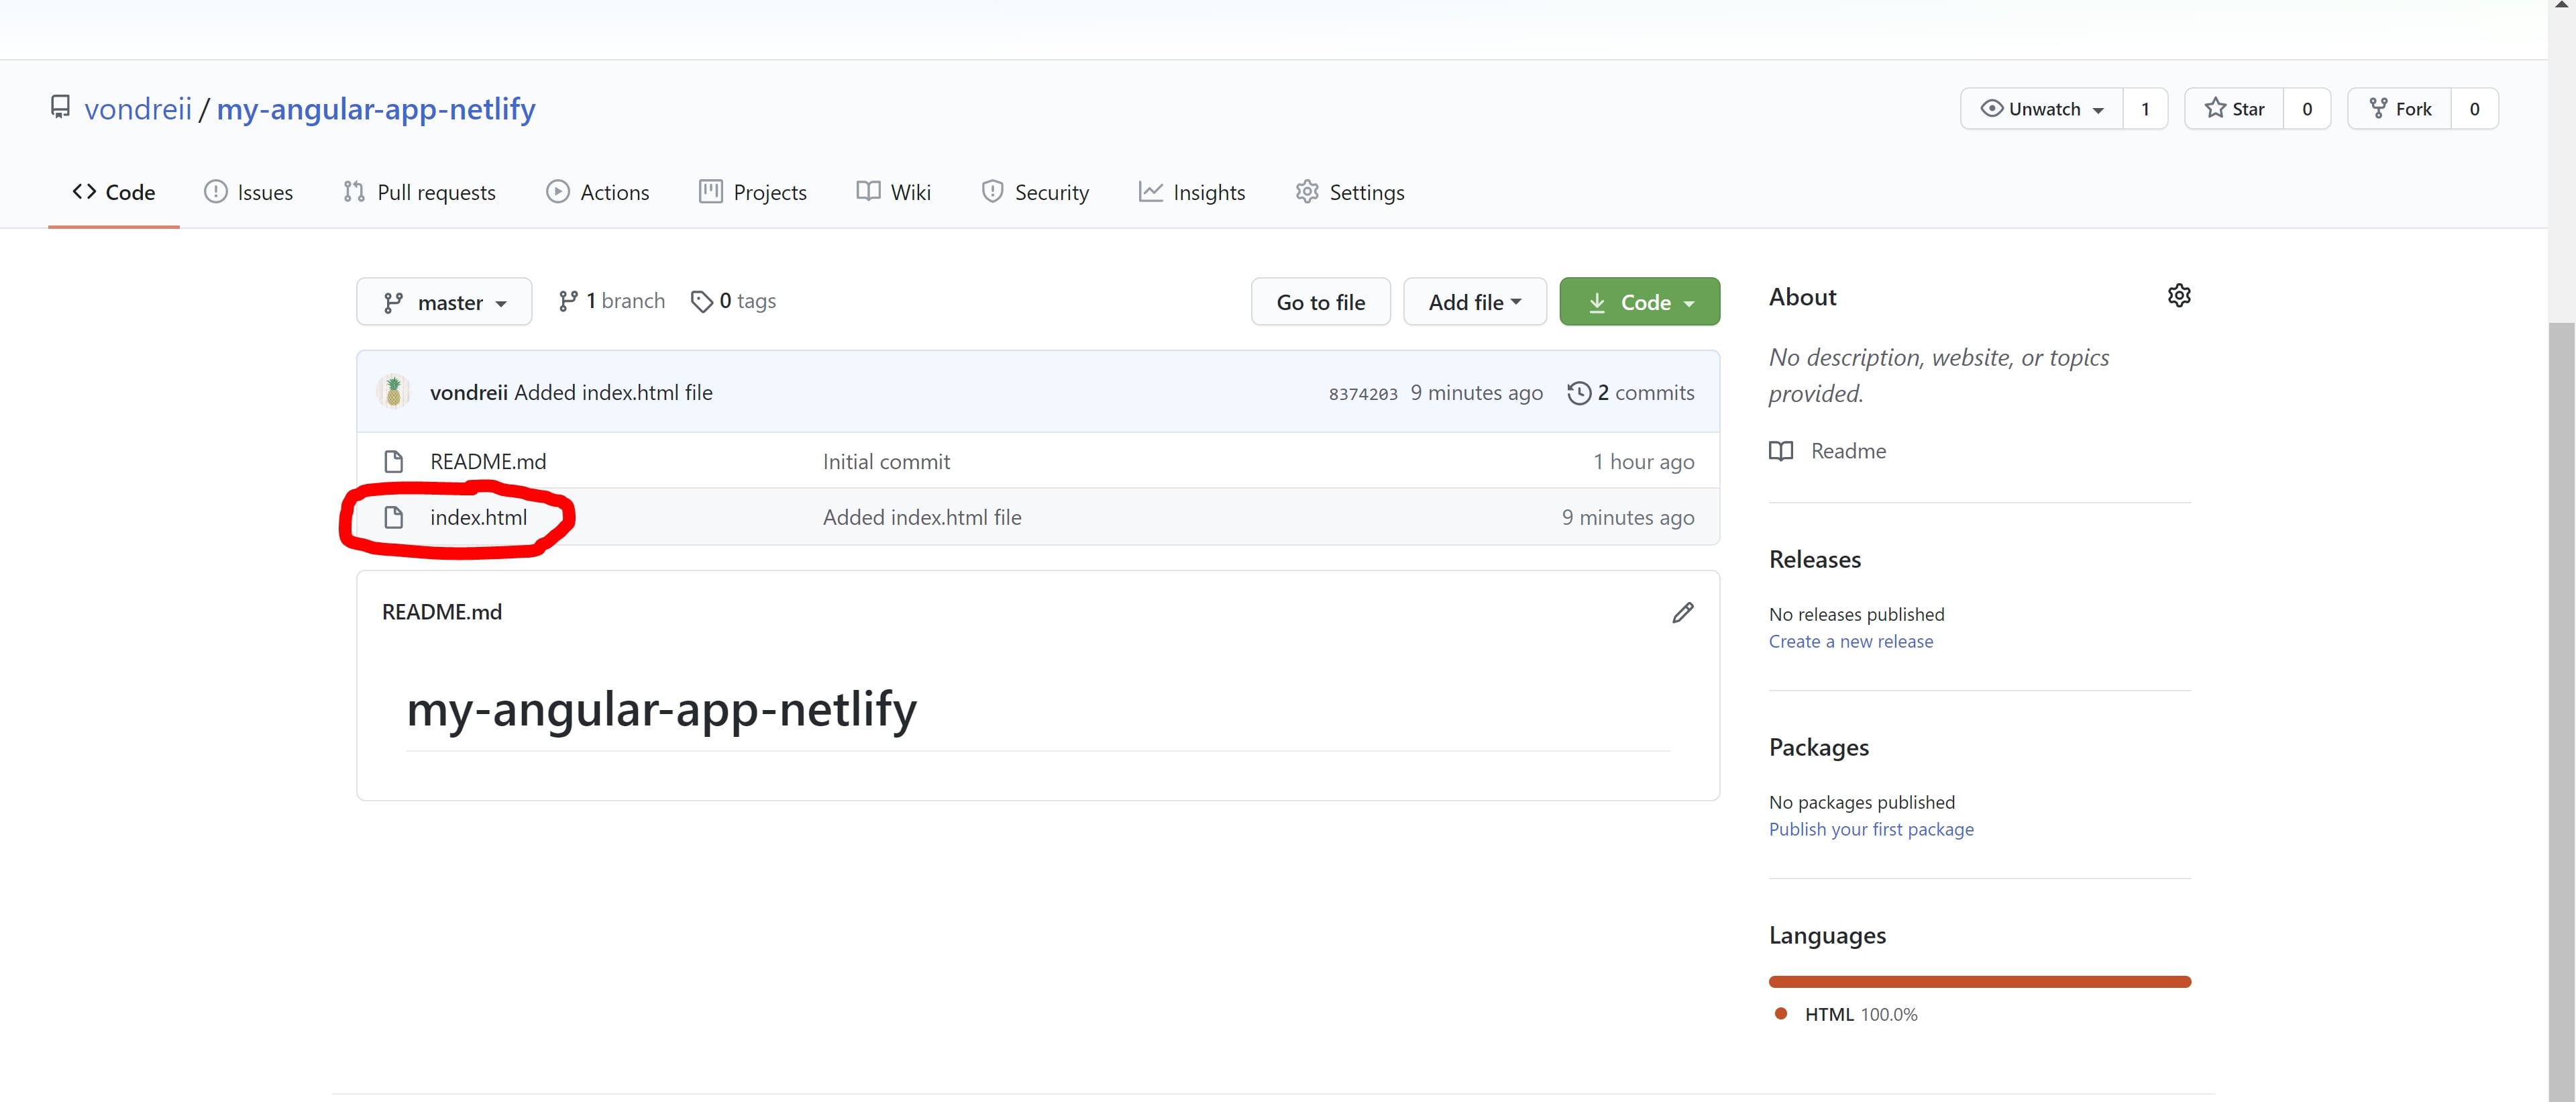 vondreii / my-angular-app-netlify
Unwatch 1 Star 0 Fork 0
Code Issues Pull requests Actions Projects Wiki Security Insights Settings
master 1 branch 0 tags Go to file Add file Code
vondreii Added index.html file 8374203 9 minutes ago 2 commits
README.md Initial commit 1 hour ago
index.html Added index.html file 9 minutes ago
README.md
my-angular-app-netlify
About
No description, website, or topics
provided.
Readme
Releases
No releases published
Create a new release
Packages
No packages published
Publish your first package
Languages
HTML 100.0%